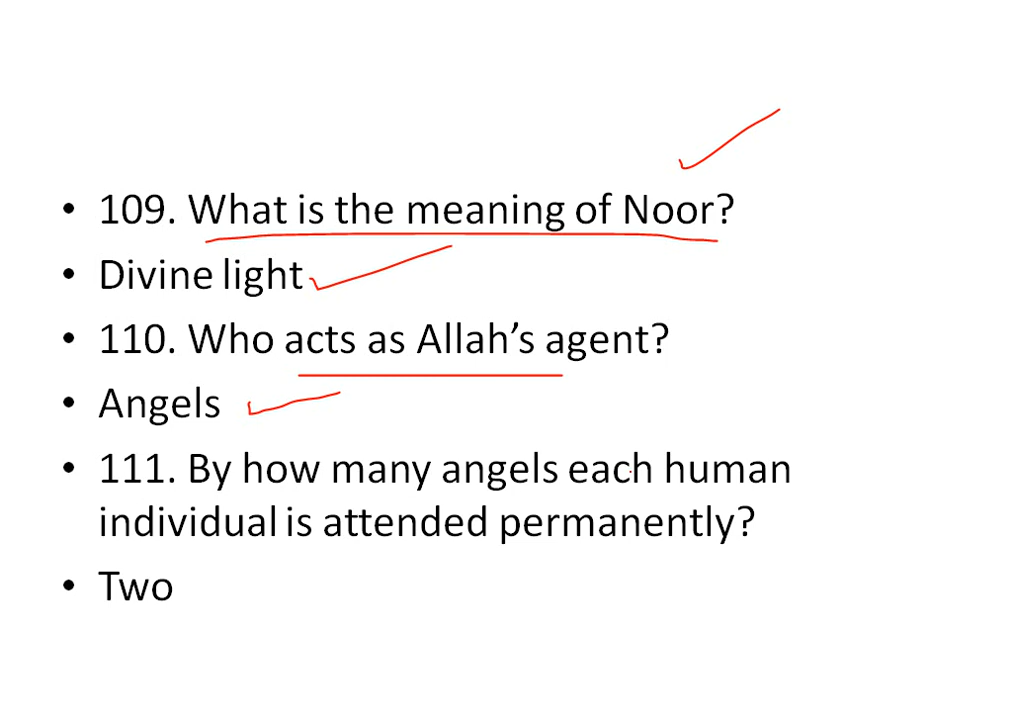 • 109. What is the meaning of Noor?
• Divine light
• 110. Who acts as Allah’s agent?
• Angels
• 111. By how many angels each human
individual is attended permanently?
• Two